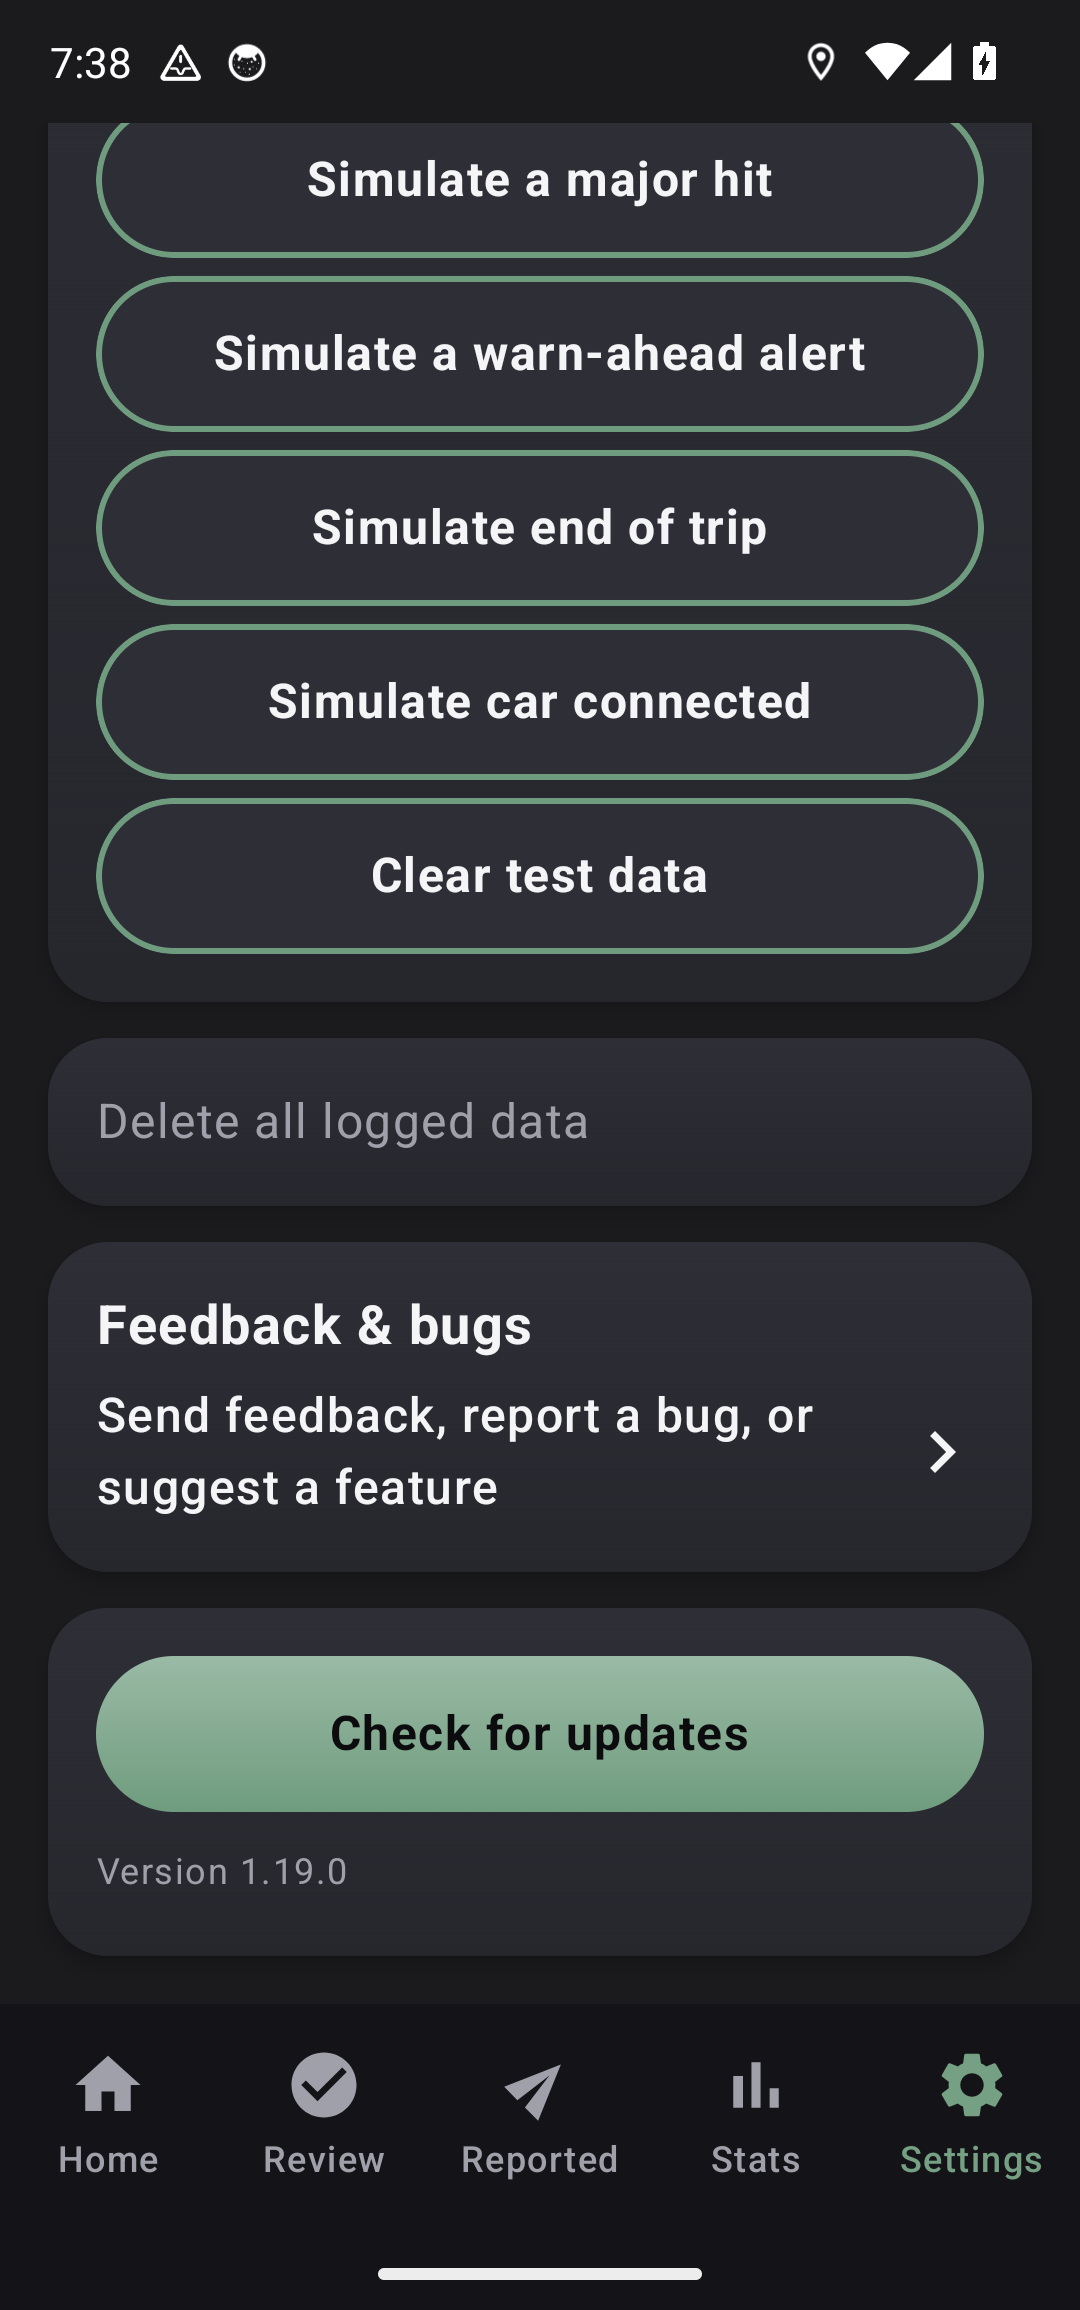 7:38
Simulate a major hit
Simulate a warn-ahead alert
Simulate end of trip
Simulate car connected
Clear test data
Delete all logged data
Feedback & bugs
Send feedback, report a bug, or
suggest a feature
Check for updates
Version 1.19.0
Home
Review
Reported
Stats
Settings